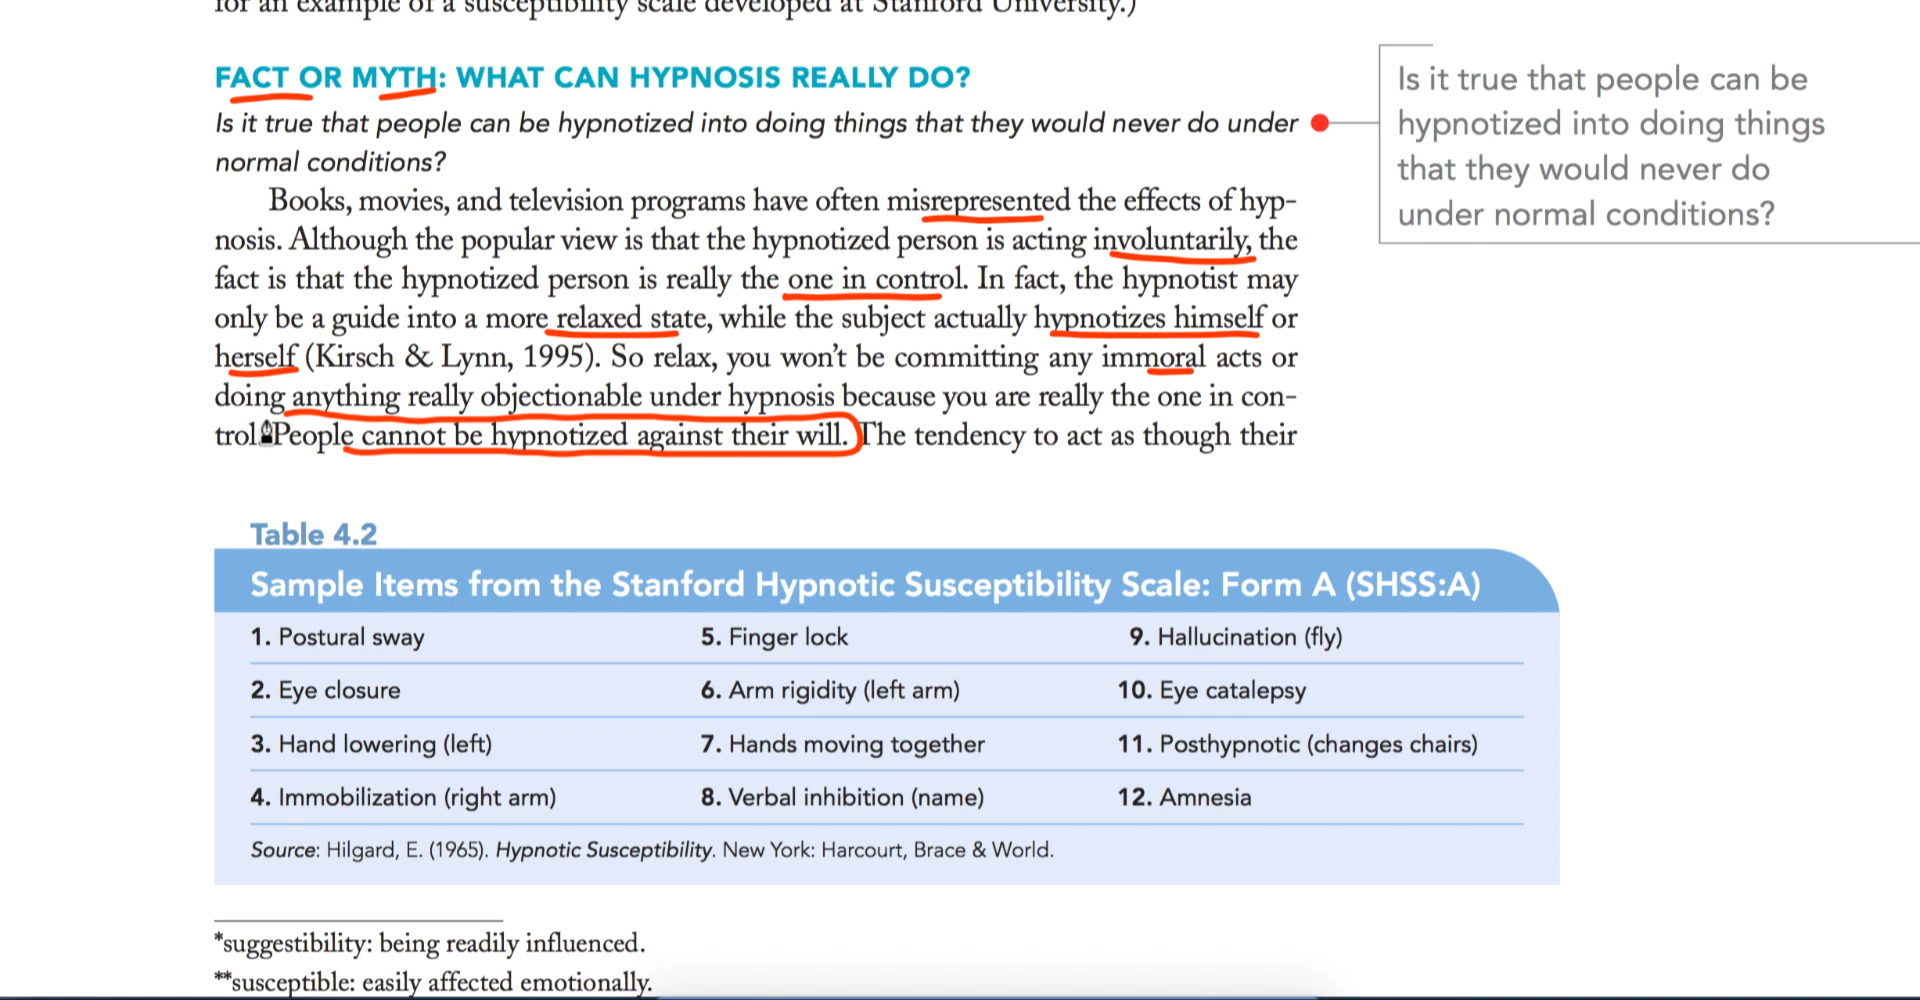 for an example of a susceptibility scale developed at Stanford University.)
FACT OR MYTH: WHAT CAN HYPNOSIS REALLY DO?
Is it true that people can be hypnotized into doing things that they would never do under
normal conditions?
Books, movies, and television programs have often misrepresented the effects of hyp-
nosis. Although the popular view is that the hypnotized person is acting involuntarily, the
fact is that the hypnotized person is really the one in control. In fact, the hypnotist may
only be a guide into a more relaxed state, while the subject actually hypnotizes himself or
herself (Kirsch & Lynn, 1995). So relax, you won't be committing any immoral acts or
doing anything really objectionable under hypnosis because you are really the one in con-
trol. People cannot be hypnotized against their will. The tendency to act as though their
Is it true that people can be
hypnotized into doing things
that they would never do
under normal conditions?
Table 4.2
Sample Items from the Stanford Hypnotic Susceptibility Scale: Form A (SHSS:A)
1. Postural sway 5. Finger lock 9. Hallucination (fly)
2. Eye closure 6. Arm rigidity (left arm) 10. Eye catalepsy
3. Hand lowering (left) 7. Hands moving together 11. Posthypnotic (changes chairs)
4. Immobilization (right arm) 8. Verbal inhibition (name) 12. Amnesia
Source: Hilgard, E. (1965). Hypnotic Susceptibility. New York: Harcourt, Brace & World.
*suggestibility: being readily influenced.
**susceptible: easily affected emotionally.